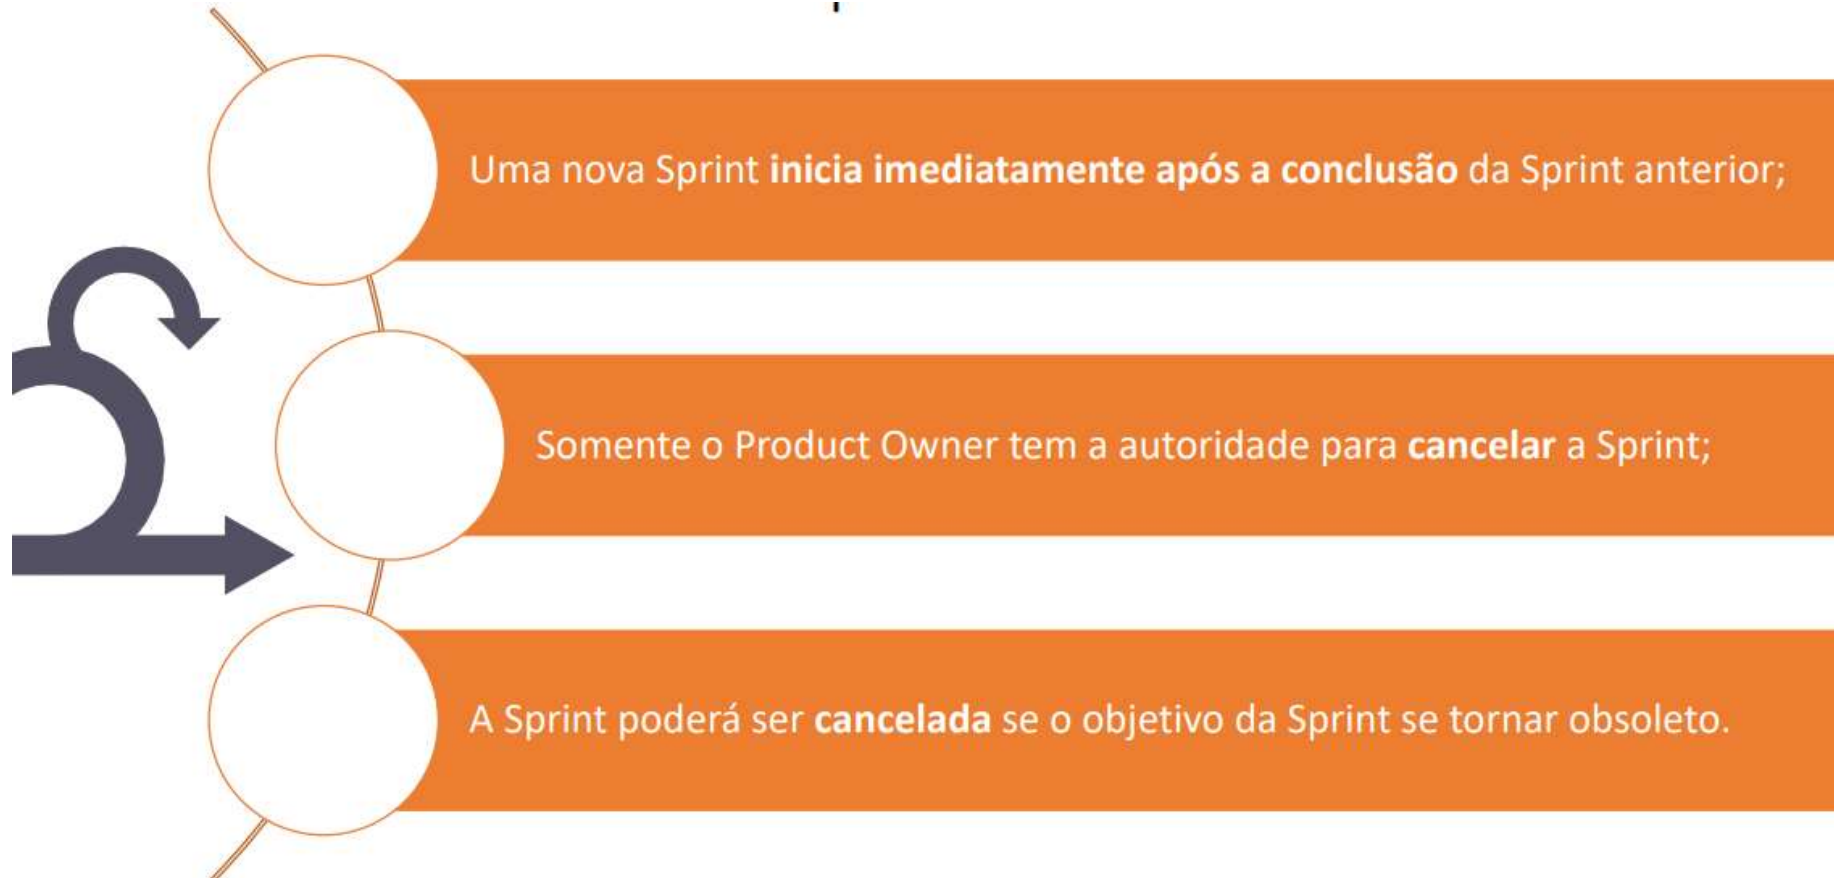 Uma nova Sprint inicia imediatamente após a conclusão da Sprint anterior;
Somente o Product Owner tem a autoridade para cancelar a Sprint;
A Sprint poderá ser cancelada se o objetivo da Sprint se tornar obsoleto.